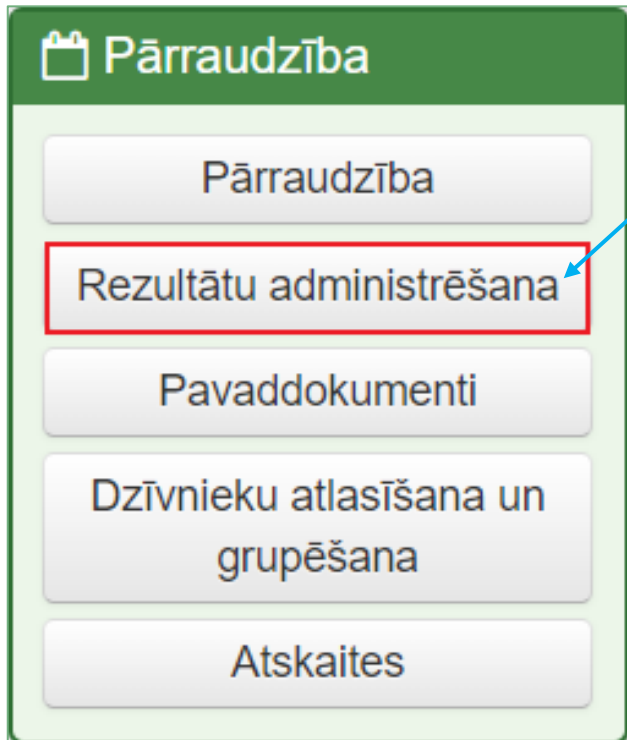 Pārraudzība
Pārraudzība
Rezultātu administrēšana
Pavaddokumenti
Dzīvnieku atlasīšana un
grupēšana
Atskaites